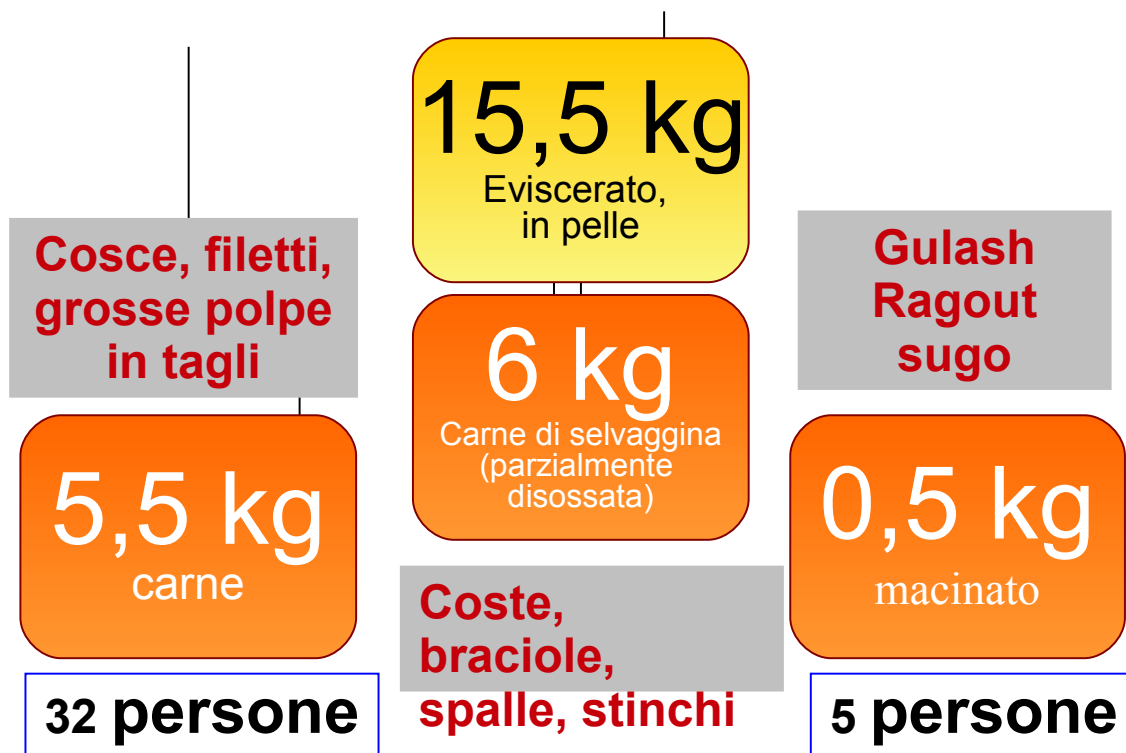 15,5 kg
Eviscerato,
in pelle
Cosce, filetti,
grosse polpe
in tagli
Gulash
Ragout
sugo
6 kg
Carne di selvaggina
(parzialmente
disossata)
5,5 kg
carne
0,5 kg
macinato
Coste,
braciole,
spalle, stinchi
32 persone
5 persone